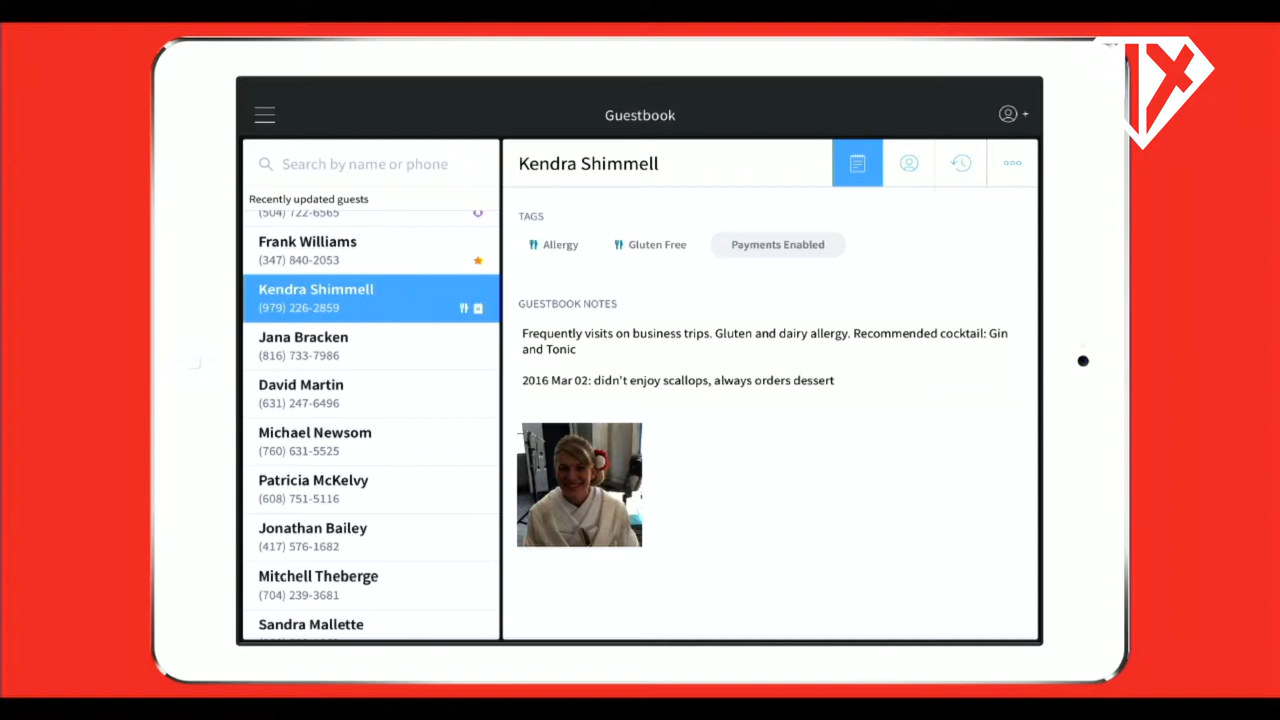 Guestbook
+
Search by name or phone
Recently updated guests
(504) 722-6565
Frank Williams
(347) 840-2053
Kendra Shimmell
(979) 226-2859
Jana Bracken
(816) 733-7986
David Martin
(631) 247-6496
Michael Newsom
(760) 631-5525
Patricia McKelvy
(608) 751-5116
Jonathan Bailey
(417) 576-1682
Mitchell Theberge
(704) 239-3681
Sandra Mallette
Kendra Shimmell
TAGS
Allergy Gluten Free Payments Enabled
GUESTBOOK NOTES
Frequently visits on business trips. Gluten and dairy allergy. Recommended cocktail: Gin
and Tonic
2016 Mar 02: didn't enjoy scallops, always orders dessert